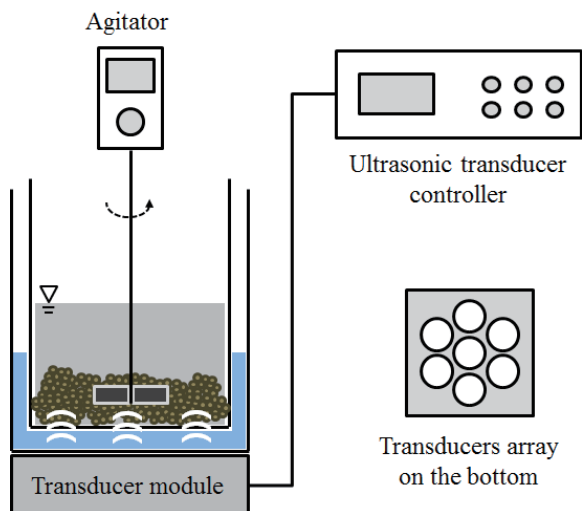 Agitator
Ultrasonic transducer
controller
Transducers array
on the bottom
Transducer module